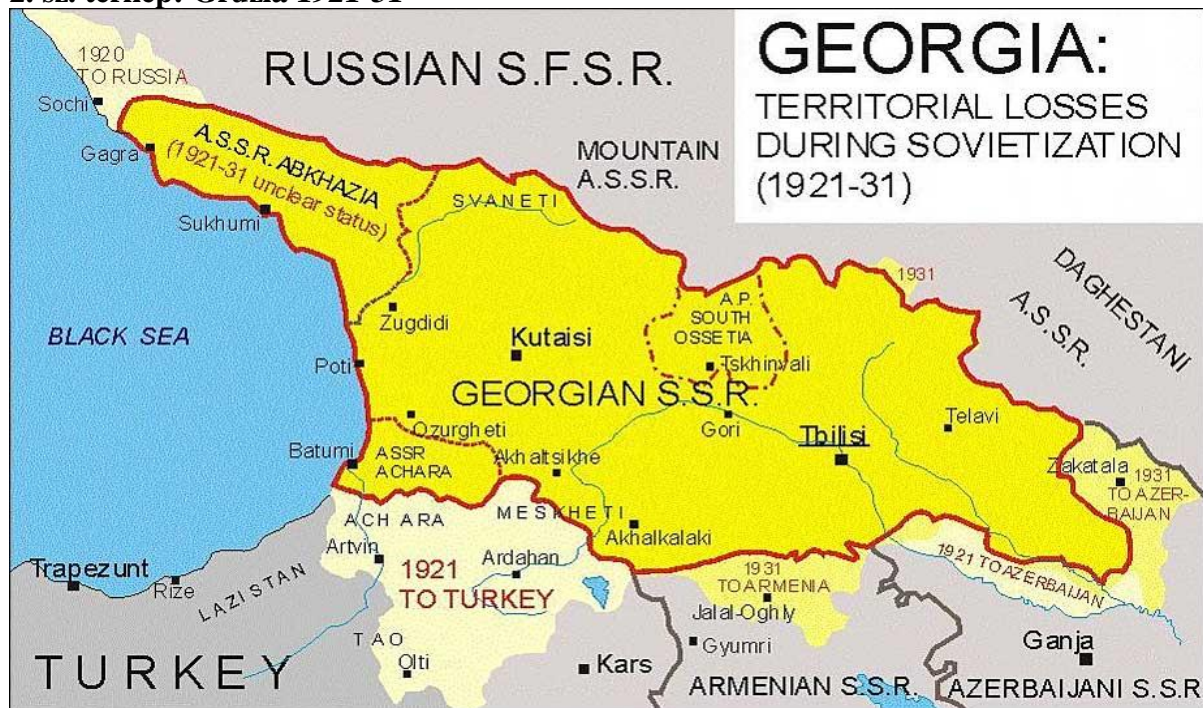 2. sz. térkép: Grúzia 1921-31
GEORGIA:
TERRITORIAL LOSSES
DURING SOVIETIZATION
(1921-31)
RUSSIAN S.F.S.R.
1920
TO RUSSIA
Sochi
Gagra
A.S.S.R. ABKHAZIA
(1921-31 unclear status)
Sukhumi
MOUNTAIN
A.S.S.R.
SVANETI
1931
DAGHESTANI
A.S.S.R.
BLACK SEA
Zugdidi
Kutaisi
A.P.
SOUTH
OSSETIA
Tskhinvali
Poti
GEORGIAN S.S.R.
Ozurgheti
Gori
Tbilisi
Telavi
Batumi
ASSR
ACHARA
Akhaltsikhe
Zakatala
1931
TO AZER-
BAIJAN
ACHARA
MESKHETI
Akhalkalaki
Artvin
Ardahan
1921
TO TURKEY
1931
TO ARMENIA
Jalal-Oghly
1921 TO AZERBAIJAN
Trapezunt
Rize
LAZISTAN
TAO
Olti
Kars
Gyumri
Ganja
TURKEY
ARMENIAN S.S.R.
AZERBAIJANI S.S.R